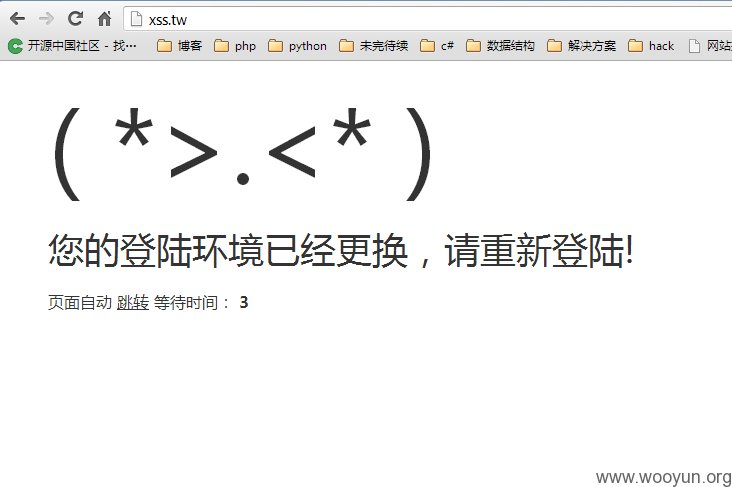 xss.tw
开源中国社区 - 找… 博客 php python 未完待续 c# 数据结构 解决方案 hack 网站
( *>.<* )
您的登陆环境已经更换，请重新登陆!
页面自动 跳转 等待时间： 3
www.wooyun.org